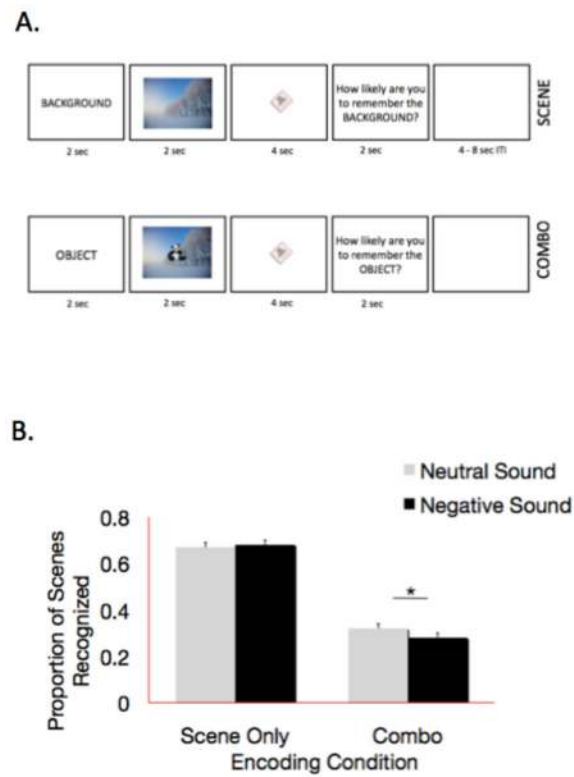 A.
BACKGROUND
How likely are you
to remember the
BACKGROUND?
SCENE
2 sec
2 sec
4 sec
2 sec
4 - 8 sec ITI
OBJECT
How likely are you
to remember the
OBJECT?
COMBO
2 sec
2 sec
4 sec
2 sec
B.
Neutral Sound
Negative Sound
Proportion of Scenes
Recognized
0.8
0.6
0.4
0.2
0
*
Scene Only
Combo
Encoding Condition